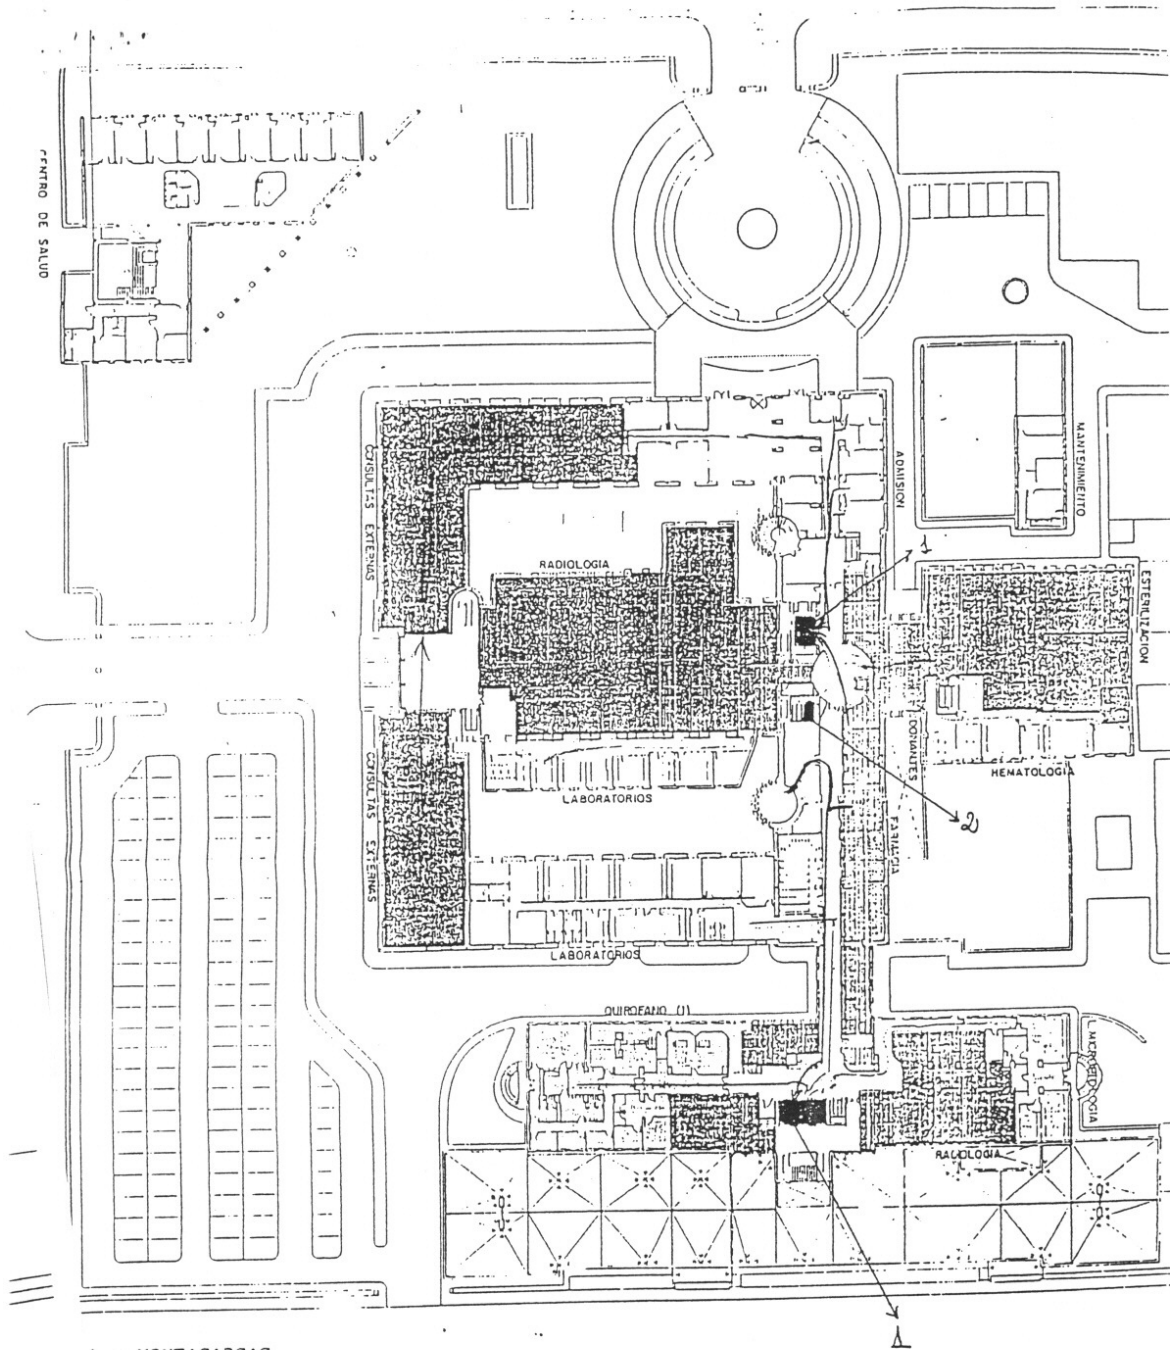 CENTRO DE SALUD
MANTENIMIENTO
ADMISION
CONSULTAS EXTERNAS
RADIOLOGIA
1
ESTERILIZACION
DONANTES
HEMATOLOGIA
CONSULTAS EXTERNAS
LABORATORIOS
2
FARMACIA
LABORATORIOS
QUIROFANO (1)
MICROBIOLOGIA
RADIOLOGIA
1